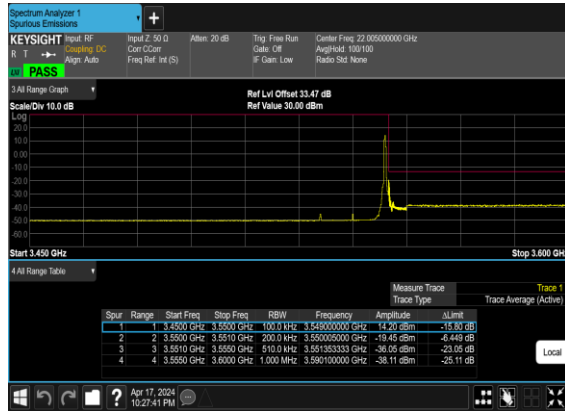 Spectrum Analyzer 1
Spurious Emissions
KEYSIGHT Input: RF Input Z: 50 Ω Atten: 20 dB Trig: Free Run Center Freq: 22.005000000 GHz
R T Coupling: DC Corr CCorr Gate: Off Avg|Hold: 100/100
Align: Auto Freq Ref: Int (S) IF Gain: Low Radio Std: None
PASS
3 All Range Graph
Ref Lvl Offset 33.47 dB
Scale/Div 10.0 dB Ref Value 30.00 dBm
Log
20.0
10.0
0.00
-10.0
-20.0
-30.0
-40.0
-50.0
-60.0
Start 3.450 GHz Stop 3.600 GHz
4 All Range Table
Measure Trace Trace 1
Trace Type Trace Average (Active)
Spur Range Start Freq Stop Freq RBW Frequency Amplitude ΔLimit
1 1 3.4500 GHz 3.5500 GHz 100.0 kHz 3.549000000 GHz 14.20 dBm -15.80 dB
2 2 3.5500 GHz 3.5510 GHz 200.0 kHz 3.550005000 GHz -19.45 dBm -6.449 dB
3 3 3.5510 GHz 3.5550 GHz 510.0 kHz 3.551353333 GHz -36.05 dBm -23.05 dB
4 4 3.5550 GHz 3.6000 GHz 1.000 MHz 3.590100000 GHz -38.11 dBm -25.11 dB
Local
Apr 17, 2024
10:27:41 PM